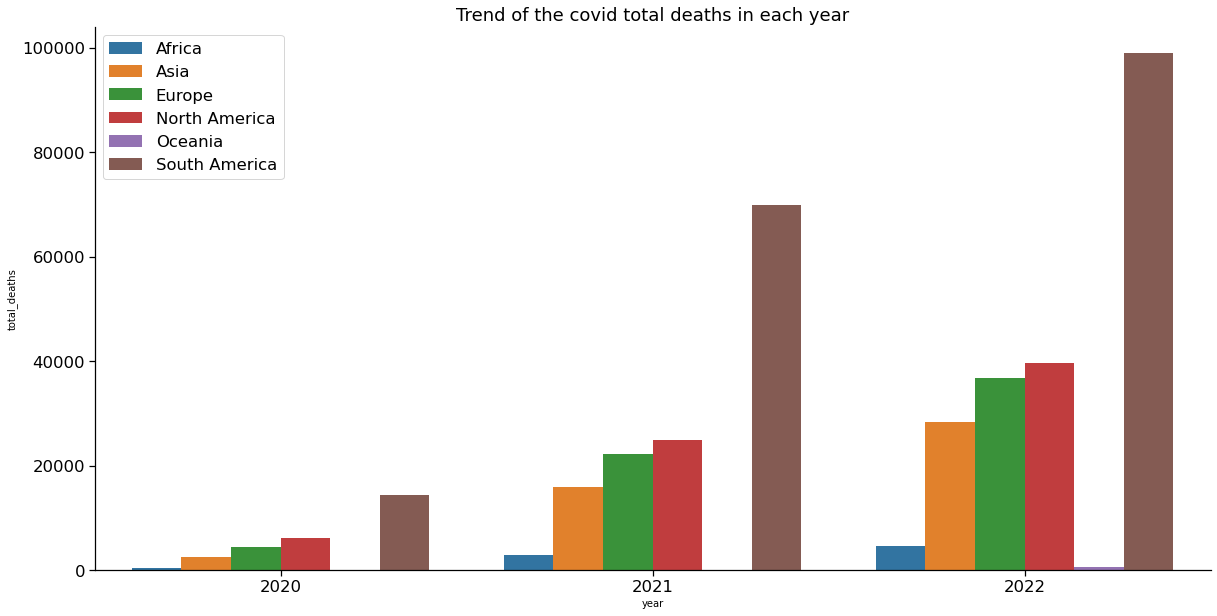 Trend of the covid total deaths in each year
Africa
Asia
Europe
North America
Oceania
South America
100000
80000
60000
40000
20000
0
total_deaths
2020
2021
2022
year